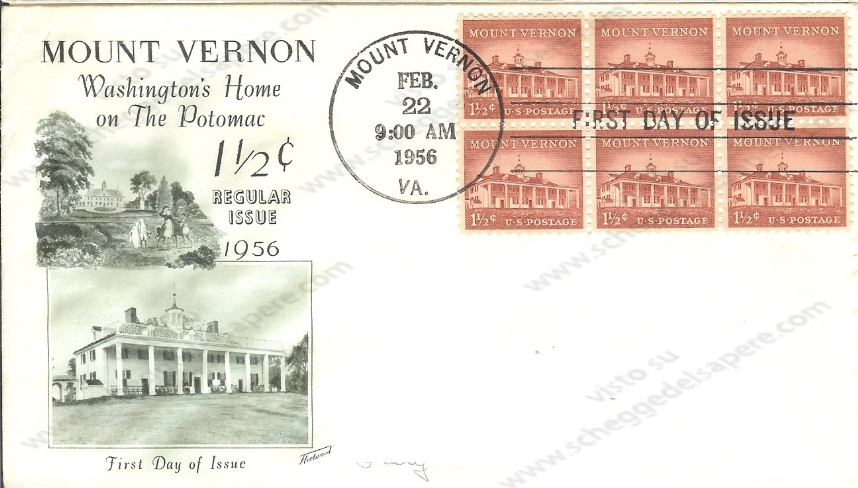 MOUNT VERNON
Washington's Home
on The Potomac
1½¢
REGULAR
ISSUE
1956
First Day of Issue
Fleetwood
MOUNT VERNON
FEB.
22
9:00 AM
1956
VA.
FIRST DAY OF ISSUE
MOUNT VERNON
1½¢ U·S·POSTAGE
MOUNT VERNON
1½¢ U·S·POSTAGE
MOUNT VERNON
1½¢ U·S·POSTAGE
MOUNT VERNON
1½¢ U·S·POSTAGE
MOUNT VERNON
1½¢ U·S·POSTAGE
MOUNT VERNON
1½¢ U·S·POSTAGE
visto su
www.scheggedelsapere.com